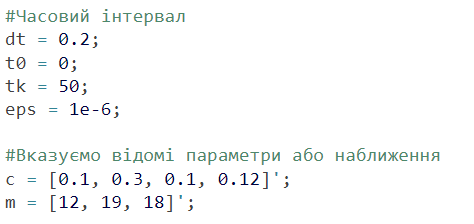 #Часовий інтервал
dt = 0.2;
t0 = 0;
tk = 50;
eps = 1e-6;
#Вказуємо відомі параметри або наближення
c = [0.1, 0.3, 0.1, 0.12]';
m = [12, 19, 18]';